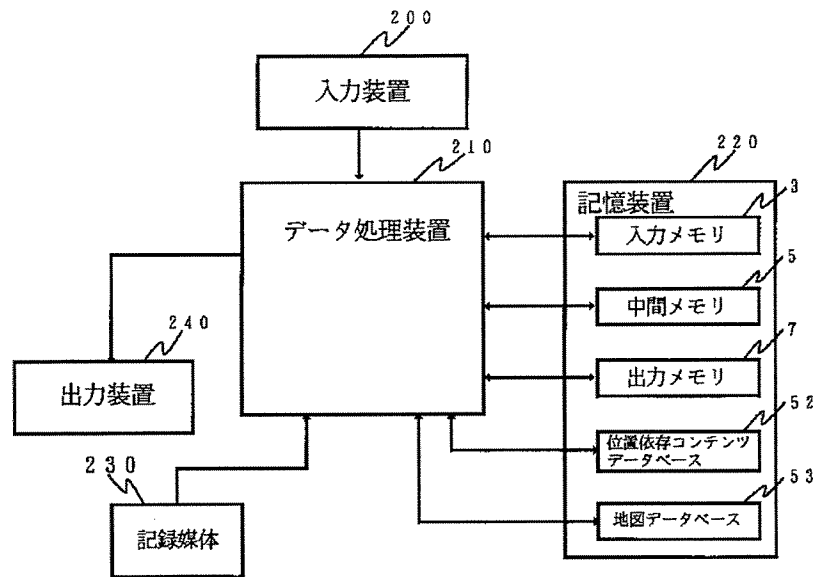 200
入力装置
210
データ処理装置
220
記憶装置
3
入力メモリ
5
中間メモリ
7
出力メモリ
240
出力装置
52
位置依存コンテンツ
データベース
53
地図データベース
230
記録媒体